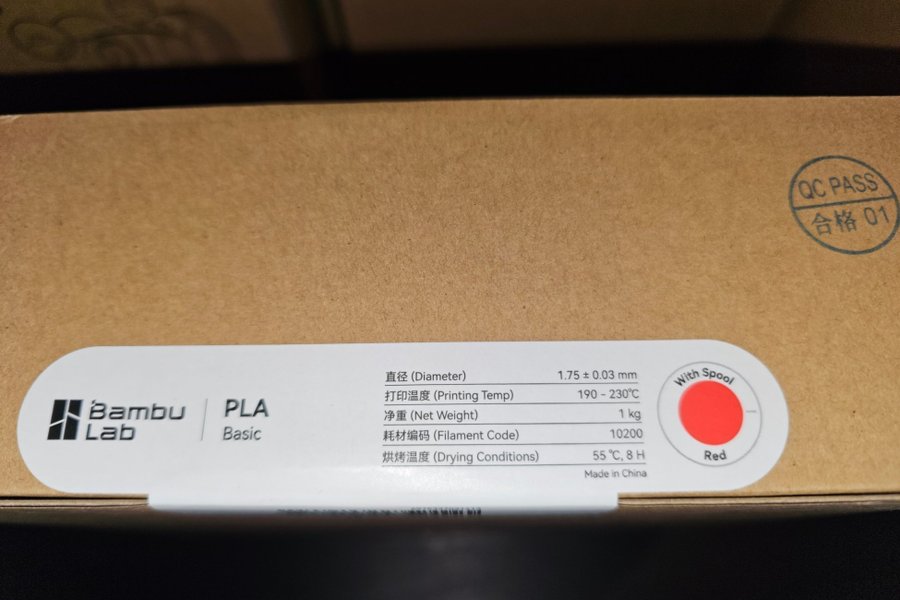 QC PASS
合格 01
Bambu
Lab
PLA
Basic
直径 (Diameter) 1.75 ± 0.03 mm
打印温度 (Printing Temp) 190 - 230℃
净重 (Net Weight) 1 kg
耗材编码 (Filament Code) 10200
烘烤温度 (Drying Conditions) 55 ℃, 8 H
Made in China
With Spool
Red